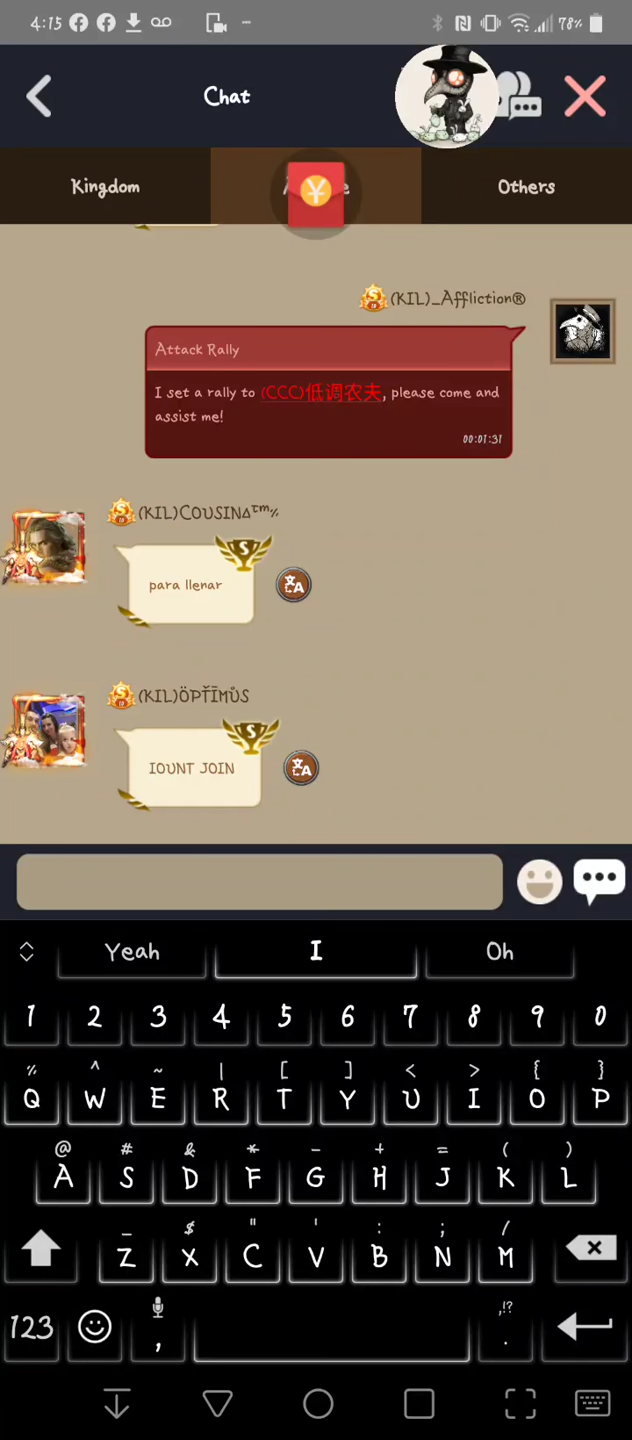 4:15
78%
Chat
Kingdom
Others
(KIL)_Affliction®
Attack Rally
I set a rally to (CCC)低调农夫, please come and
assist me!
00:01:31
(KIL)COUSINΔ™℅
para llenar
(KIL)ÖPŤĪMŮS
IOUNT JOIN
Yeah
I
Oh
1 2 3 4 5 6 7 8 9 0
% ^ ~ | [ ] < > { }
Q W E R T Y U I O P
@ # & * - + = ( )
A S D F G H J K L
_ $ " ' : ; /
Z X C V B N M
123 , ,!? .